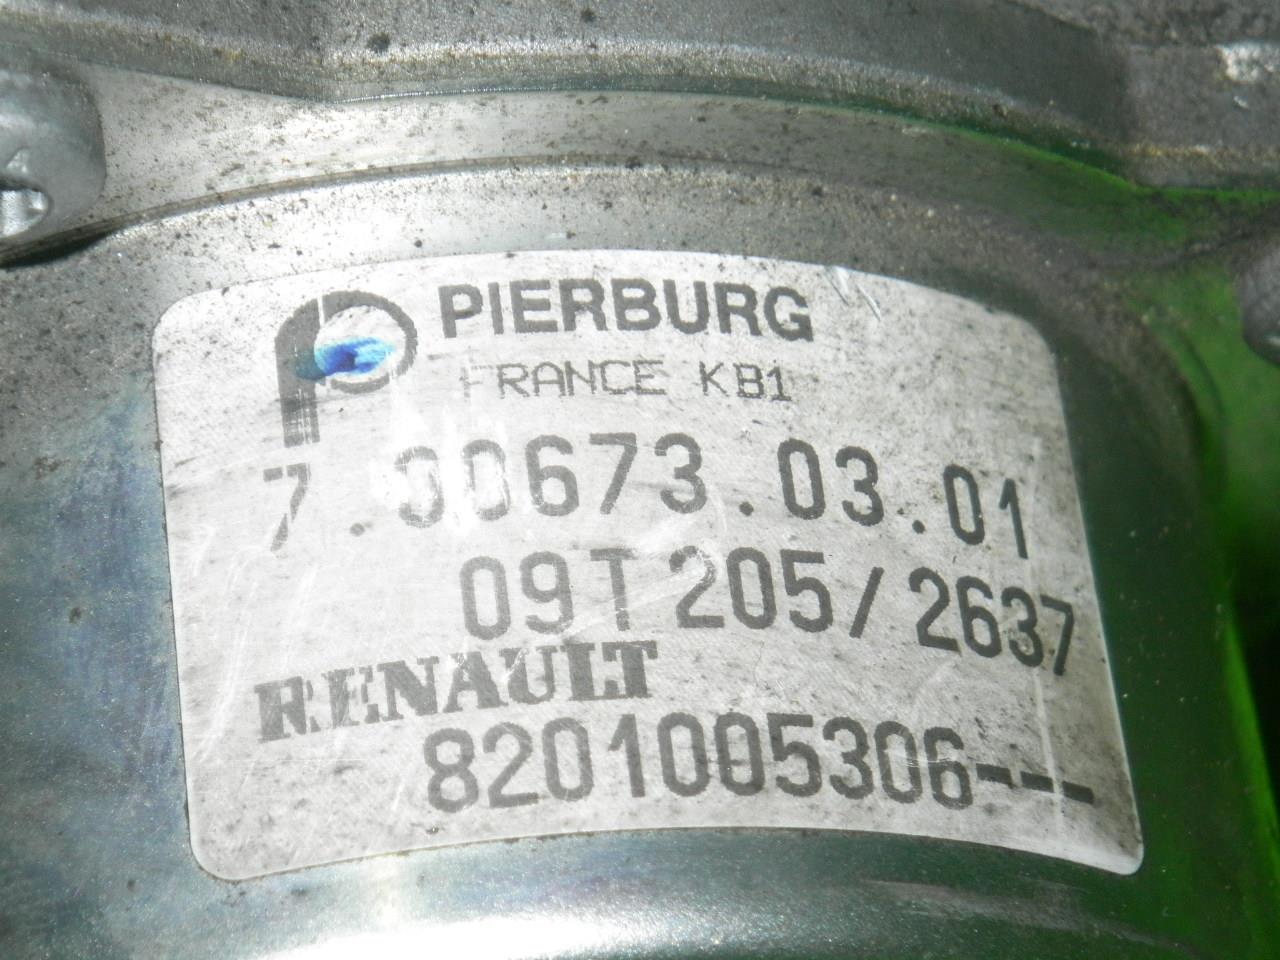 PIERBURG
FRANCE KB1
7.00673.03.01
09T205/2637
RENAULT
8201005306---